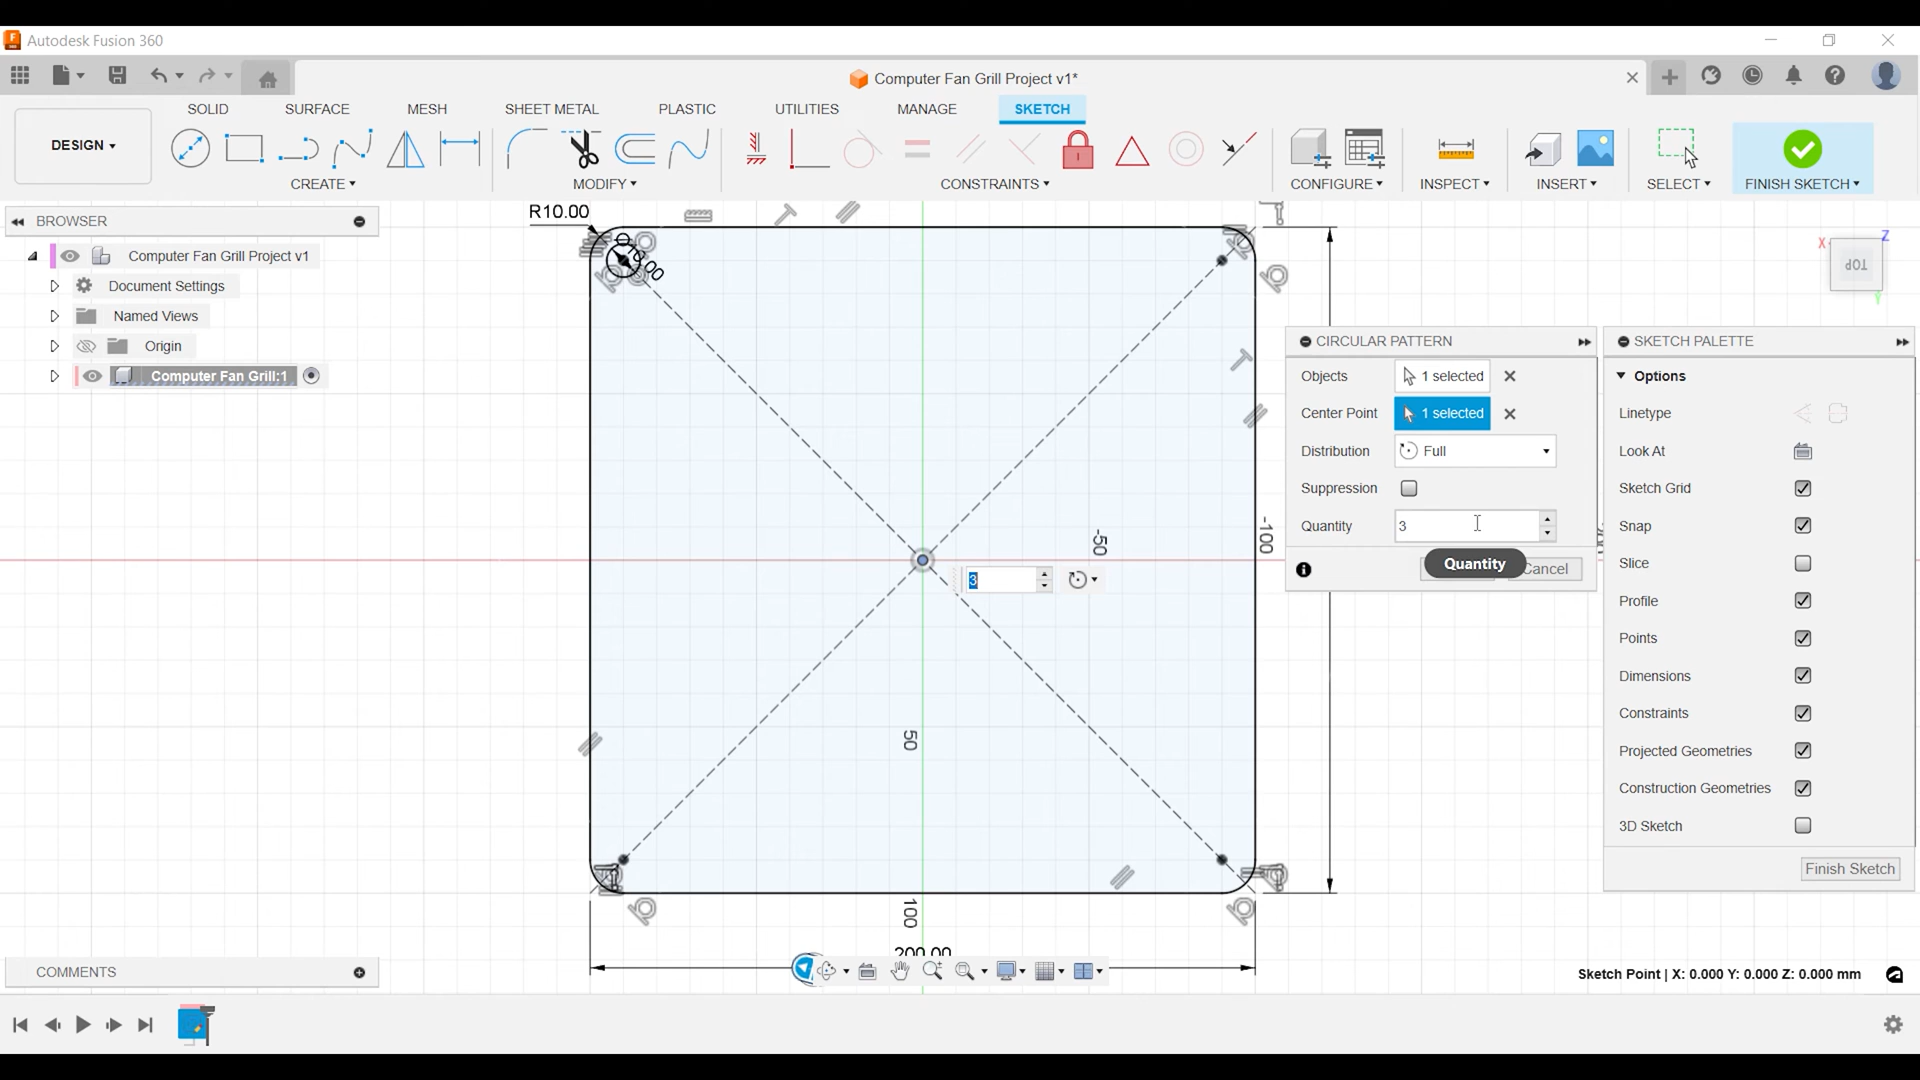 Autodesk Fusion 360
Computer Fan Grill Project v1*
SOLID SURFACE MESH SHEET METAL PLASTIC UTILITIES MANAGE SKETCH
DESIGN
CREATE MODIFY CONSTRAINTS CONFIGURE INSPECT INSERT SELECT FINISH SKETCH
BROWSER
Computer Fan Grill Project v1
Document Settings
Named Views
Origin
Computer Fan Grill:1
R10.00
-50
-100
50
100
200.00
3
X
Z
Y
TOP
CIRCULAR PATTERN
Objects 1 selected
Center Point 1 selected
Distribution Full
Suppression
Quantity 3
Quantity
Cancel
SKETCH PALETTE
Options
Linetype
Look At
Sketch Grid
Snap
Slice
Profile
Points
Dimensions
Constraints
Projected Geometries
Construction Geometries
3D Sketch
Finish Sketch
COMMENTS
Sketch Point | X: 0.000 Y: 0.000 Z: 0.000 mm